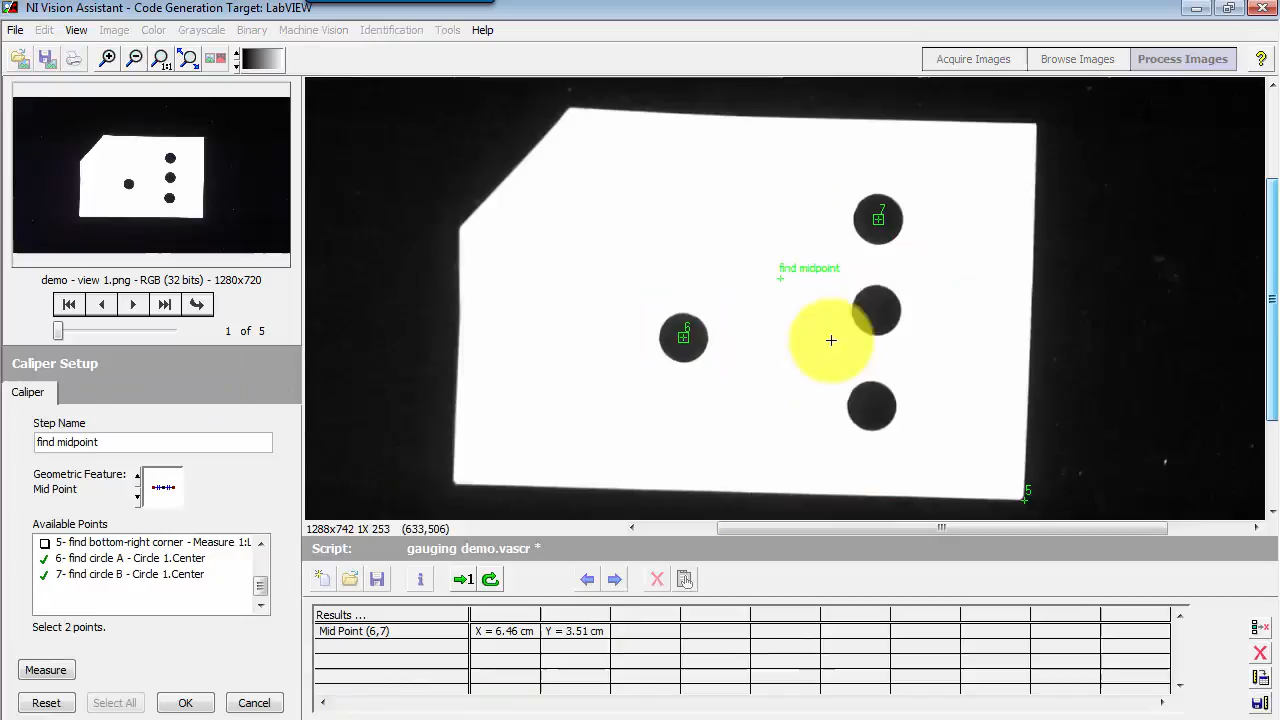 NI Vision Assistant - Code Generation Target: LabVIEW
File Edit View Image Color Grayscale Binary Machine Vision Identification Tools Help
1:1
Acquire Images Browse Images Process Images
demo - view 1.png - RGB (32 bits) - 1280x720
1 of 5
Caliper Setup
Caliper
Step Name
find midpoint
Geometric Feature:
Mid Point
Available Points
5- find bottom-right corner - Measure 1:L
6- find circle A - Circle 1.Center
7- find circle B - Circle 1.Center
Select 2 points.
Measure
Reset Select All OK Cancel
7
find midpoint
6
5
1288x742 1X 253 (633,506)
Script: gauging demo.vascr *
Results ...
Mid Point (6,7) X = 6.46 cm Y = 3.51 cm